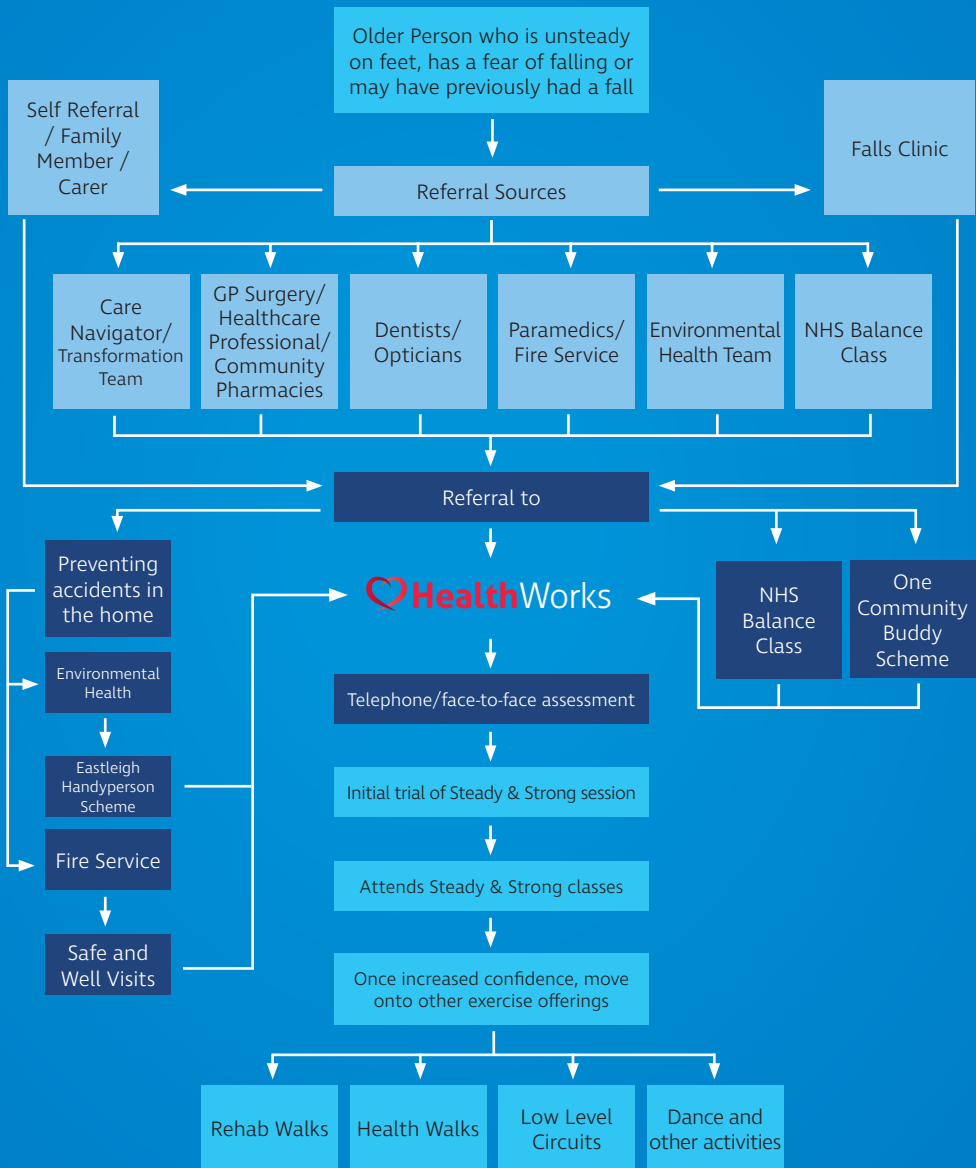 Older Person who is unsteady
on feet, has a fear of falling or
may have previously had a fall
Self Referral
/ Family
Member /
Carer
Referral Sources
Falls Clinic
Care
Navigator/
Transformation
Team
GP Surgery/
Healthcare
Professional/
Community
Pharmacies
Dentists/
Opticians
Paramedics/
Fire Service
Environmental
Health Team
NHS Balance
Class
Referral to
Preventing
accidents in
the home
HealthWorks
NHS
Balance
Class
One
Community
Buddy
Scheme
Environmental
Health
Eastleigh
Handyperson
Scheme
Fire Service
Safe and
Well Visits
Telephone/face-to-face assessment
Initial trial of Steady & Strong session
Attends Steady & Strong classes
Once increased confidence, move
onto other exercise offerings
Rehab Walks
Health Walks
Low Level
Circuits
Dance and
other activities